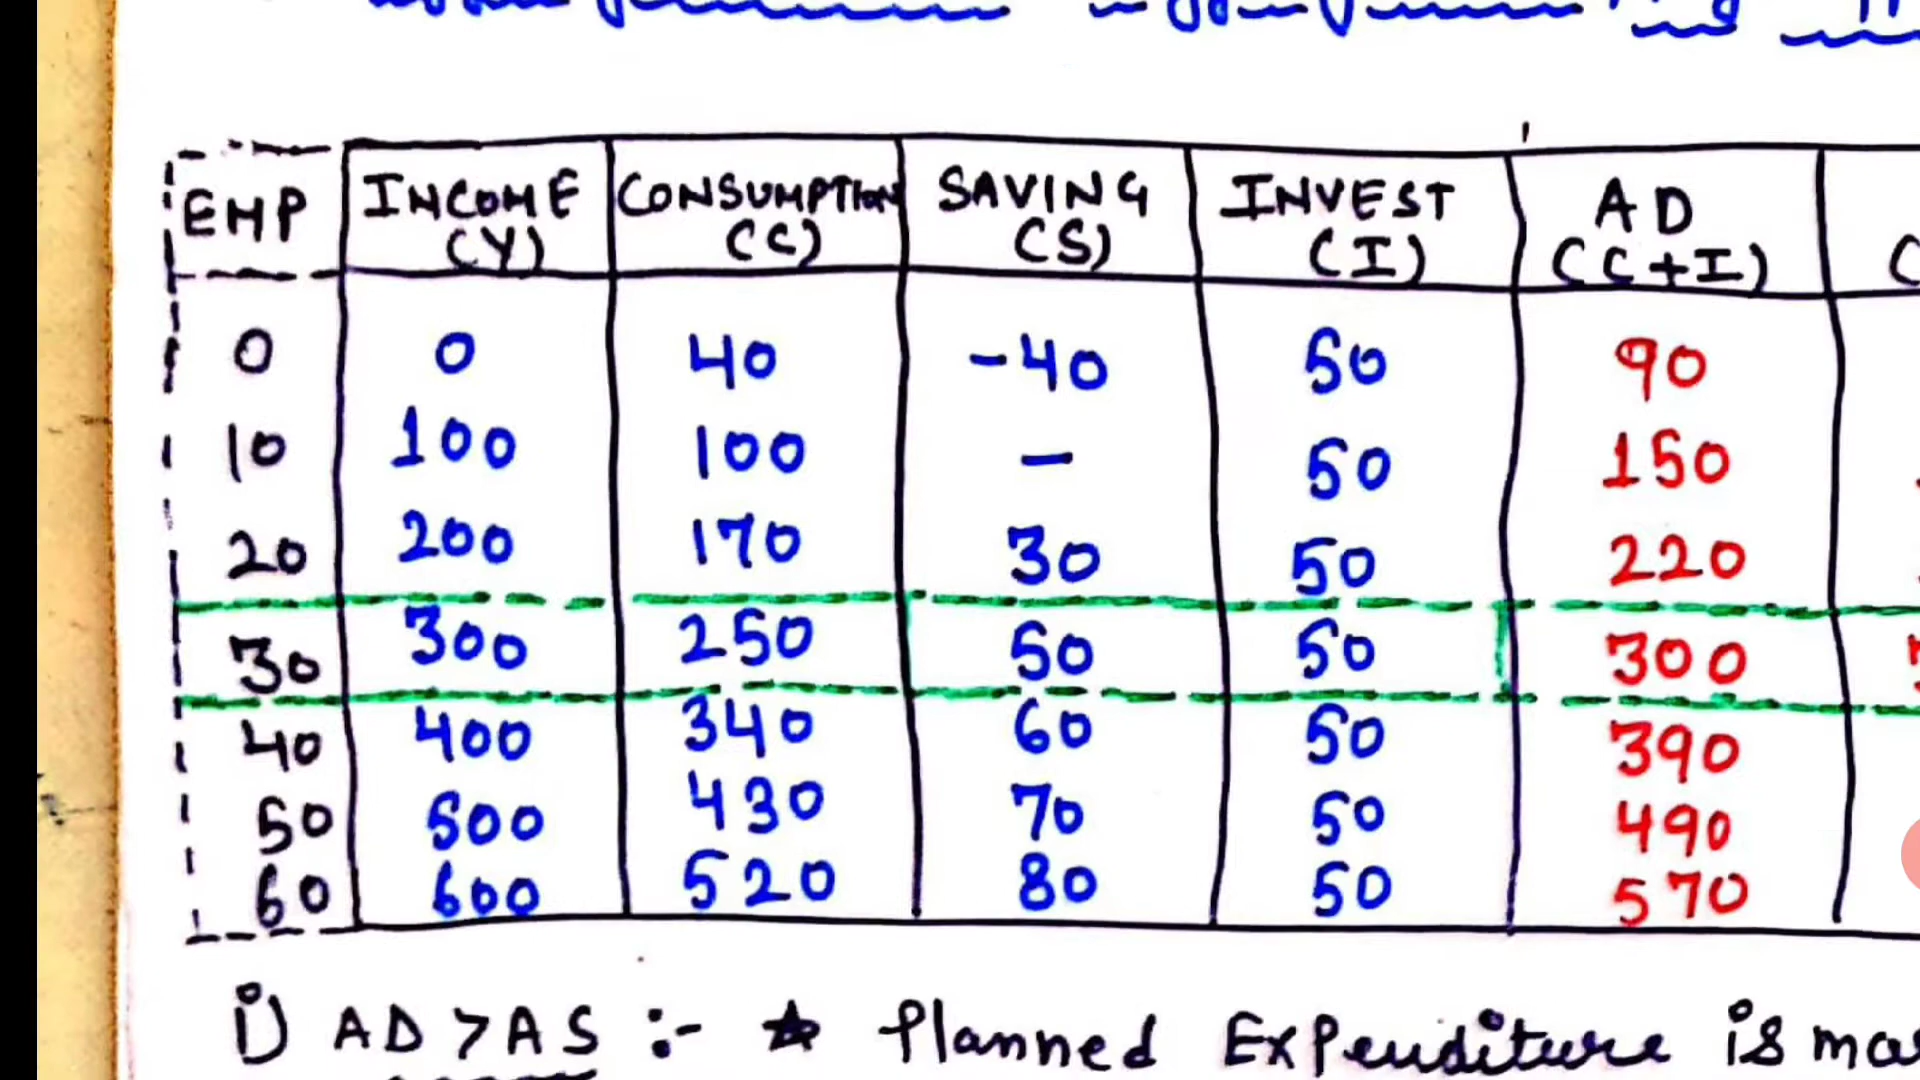 EMP INCOME (Y) CONSUMPTION (C) SAVING (S) INVEST (I) AD (C+I) (
0 0 40 -40 50 90
10 100 100 — 50 150
20 200 170 30 50 220
30 300 250 50 50 300
40 400 340 60 50 390
50 500 430 70 50 490
60 600 520 80 50 570
i) AD > AS :- ★ Planned Expenditure is